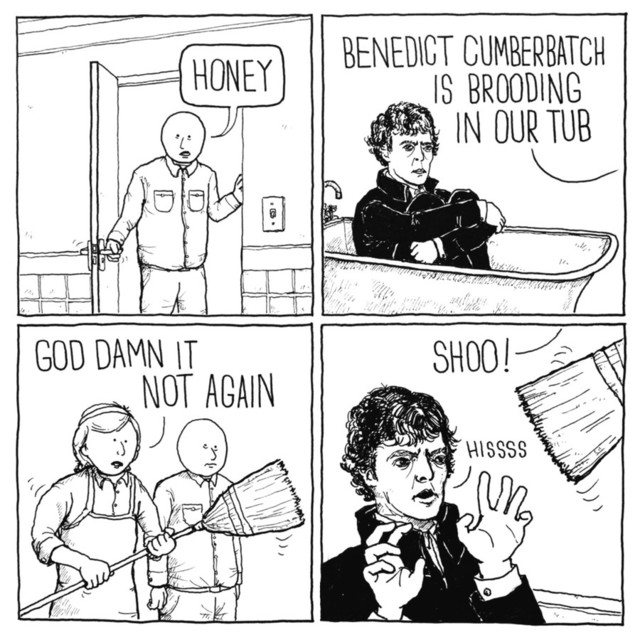 HONEY
BENEDICT CUMBERBATCH
IS BROODING
IN OUR TUB
GOD DAMN IT
NOT AGAIN
SHOO!
HISSSS